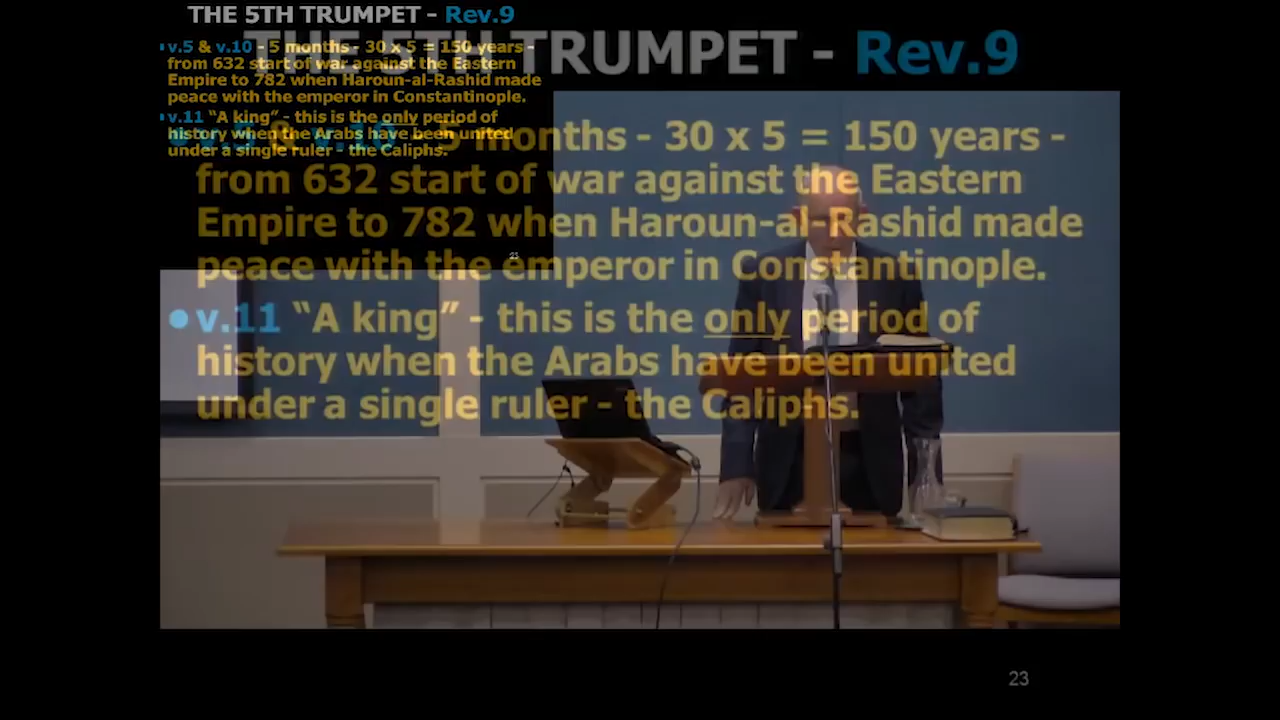 THE 5TH TRUMPET - Rev.9
• v.5 & v.10 - 5 months - 30 x 5 = 150 years -
from 632 start of war against the Eastern
Empire to 782 when Haroun-al-Rashid made
peace with the emperor in Constantinople.
• v.11 “A king” - this is the only period of
history when the Arabs have been united
under a single ruler - the Caliphs.
23
THE 5TH TRUMPET - Rev.9
• v.5 & v.10 - 5 months - 30 x 5 = 150 years -
from 632 start of war against the Eastern
Empire to 782 when Haroun-al-Rashid made
peace with the emperor in Constantinople.
• v.11 “A king” - this is the only period of
history when the Arabs have been united
under a single ruler - the Caliphs.
23